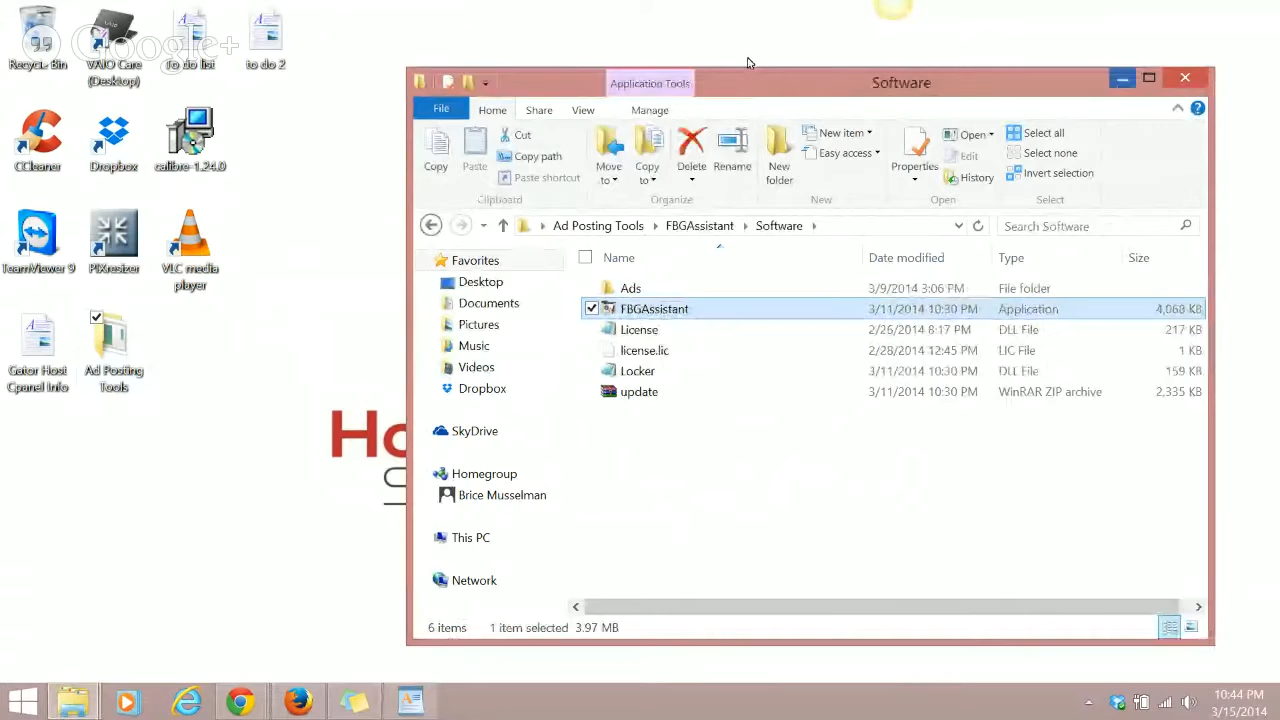 Google+
Recycle Bin
VAIO Care
(Desktop)
To do list
to do 2
CCleaner
Dropbox
calibre-1.24.0
TeamViewer 9
PIXresizer
VLC media
player
Gator Host
Cpanel Info
Ad Posting
Tools
Ho
Application Tools
Software
File
Home
Share
View
Manage
Copy
Paste
Cut
Copy path
Paste shortcut
Clipboard
Move
to
Copy
to
Delete
Rename
Organize
New
folder
New item
Easy access
New
Properties
Open
Edit
History
Open
Select all
Select none
Invert selection
Select
Ad Posting Tools
FBGAssistant
Software
Search Software
Favorites
Desktop
Documents
Pictures
Music
Videos
Dropbox
SkyDrive
Homegroup
Brice Musselman
This PC
Network
Name Date modified Type Size
Ads 3/9/2014 3:06 PM File folder
FBGAssistant 3/11/2014 10:30 PM Application 4,068 KB
License 2/26/2014 8:17 PM DLL File 217 KB
license.lic 2/28/2014 12:45 PM LIC File 1 KB
Locker 3/11/2014 10:30 PM DLL File 159 KB
update 3/11/2014 10:30 PM WinRAR ZIP archive 2,335 KB
6 items 1 item selected 3.97 MB
10:44 PM
3/15/2014